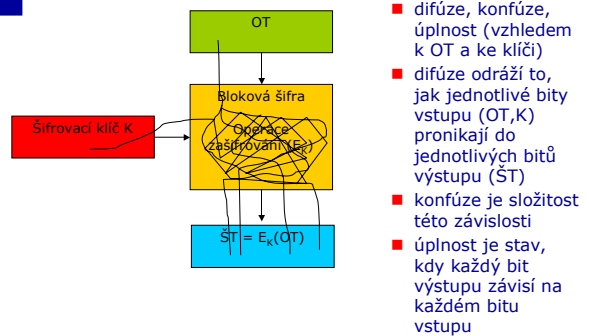 OT
Bloková šifra
Operace
zašifrování (EK)
Šifrovací klíč K
ŠT = EK(OT)
difúze, konfúze,
úplnost (vzhledem
k OT a ke klíči)
difúze odráží to,
jak jednotlivé bity
vstupu (OT,K)
pronikají do
jednotlivých bitů
výstupu (ŠT)
konfúze je složitost
této závislosti
úplnost je stav,
kdy každý bit
výstupu závisí na
každém bitu
vstupu